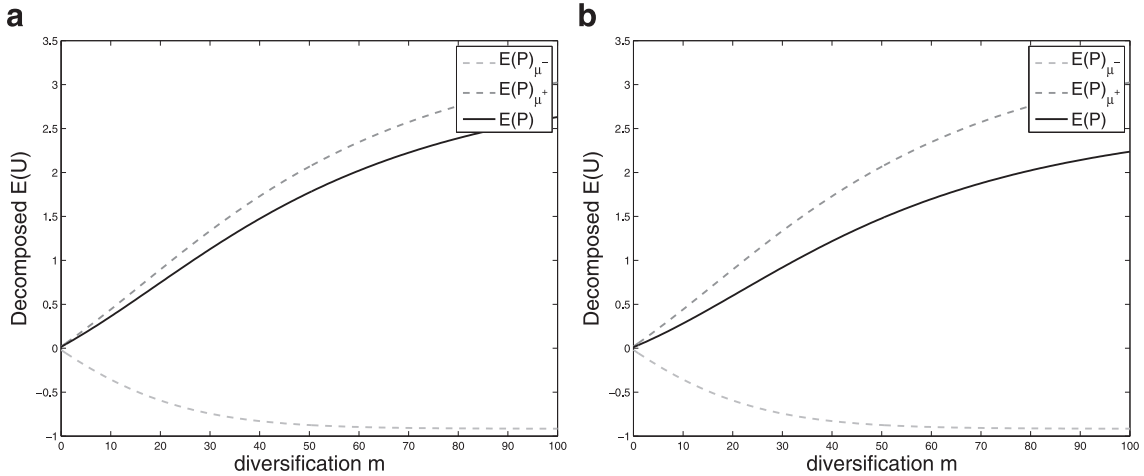 a
3.5
3
2.5
2
1.5
1
0.5
0
−0.5
−1
Decomposed E(U)
0 10 20 30 40 50 60 70 80 90 100
diversification m
E(P)μ−
E(P)μ+
E(P)
b
3.5
3
2.5
2
1.5
1
0.5
0
−0.5
−1
Decomposed E(U)
0 10 20 30 40 50 60 70 80 90 100
diversification m
E(P)μ−
E(P)μ+
E(P)